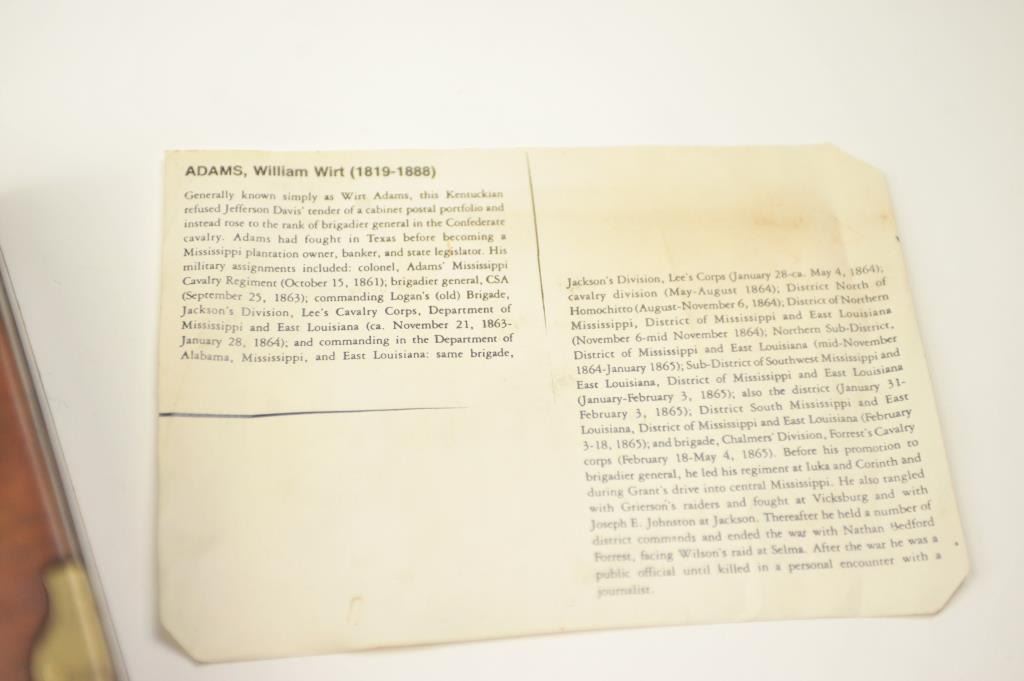 ADAMS, William Wirt (1819-1888)
Generally known simply as Wirt Adams, this Kentuckian
refused Jefferson Davis' tender of a cabinet postal portfolio and
instead rose to the rank of brigadier general in the Confederate
cavalry. Adams had fought in Texas before becoming a
Mississippi plantation owner, banker, and state legislator. His
military assignments included: colonel, Adams' Mississippi
Cavalry Regiment (October 15, 1861); brigadier general, CSA
(September 25, 1863); commanding Logan's (old) Brigade,
Jackson's Division, Lee's Cavalry Corps, Department of
Mississippi and East Louisiana (ca. November 21, 1863-
January 28, 1864); and commanding in the Department of
Alabama, Mississippi, and East Louisiana: same brigade,
Jackson's Division, Lee's Corps (January 28-ca. May 4, 1864);
cavalry division (May-August 1864); District North of
Homochitto (August-November 6, 1864); District of Northern
Mississippi, District of Mississippi and East Louisiana
(November 6-mid November 1864); Northern Sub-District,
District of Mississippi and East Louisiana (mid-November
1864-January 1865); Sub-District of Southwest Mississippi and
East Louisiana, District of Mississippi and East Louisiana
(January-February 3, 1865); also the district (January 31-
February 3, 1865); District South Mississippi and East
Louisiana, District of Mississippi and East Louisiana (February
3-18, 1865); and brigade, Chalmers' Division, Forrest's Cavalry
corps (February 18-May 4, 1865). Before his promotion to
brigadier general, he led his regiment at Iuka and Corinth and
during Grant's drive into central Mississippi. He also tangled
with Grierson's raiders and fought at Vicksburg and with
Joseph E. Johnston at Jackson. Thereafter he held a number of
district commands and ended the war with Nathan Bedford
Forrest, facing Wilson's raid at Selma. After the war he was a
public official until killed in a personal encounter with a
journalist.